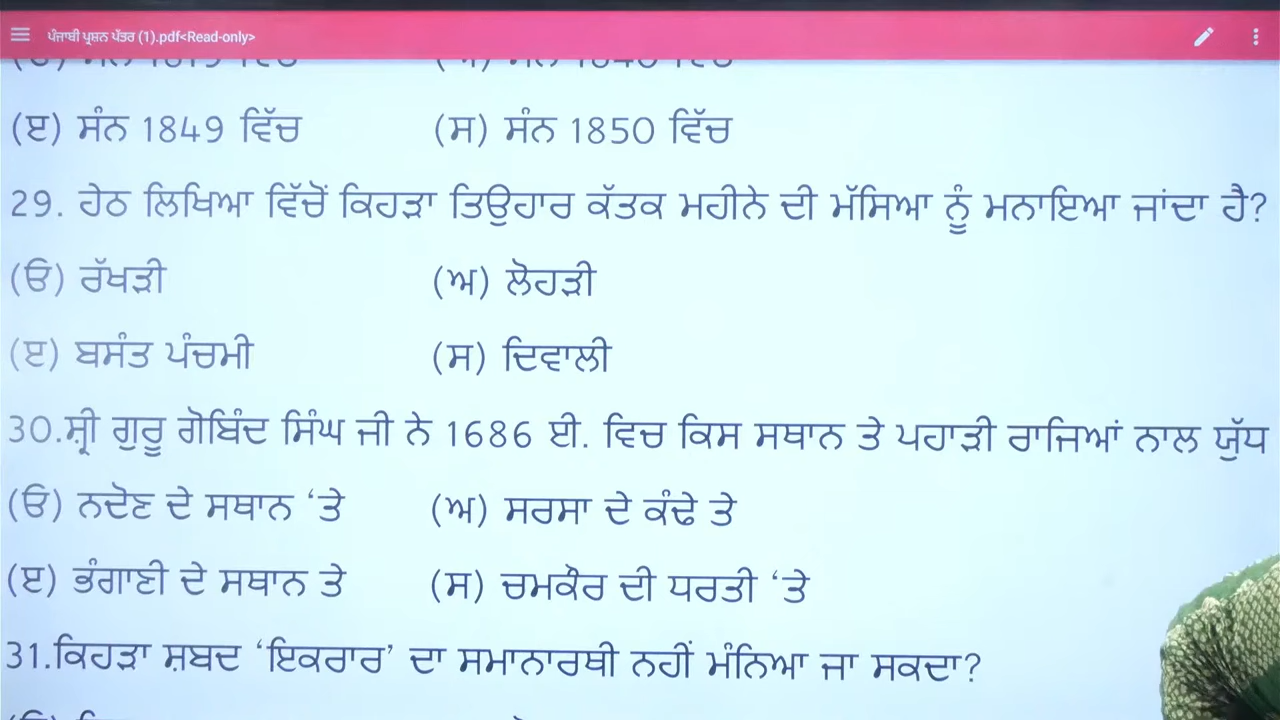 ਪੰਜਾਬੀ ਪ੍ਰਸ਼ਨ ਪੱਤਰ (1).pdf<Read-only>
(ੲ) ਸੰਨ 1849 ਵਿੱਚ (ਸ) ਸੰਨ 1850 ਵਿੱਚ
29. ਹੇਠ ਲਿਖਿਆ ਵਿੱਚੋਂ ਕਿਹੜਾ ਤਿਉਹਾਰ ਕੱਤਕ ਮਹੀਨੇ ਦੀ ਮੱਸਿਆ ਨੂੰ ਮਨਾਇਆ ਜਾਂਦਾ ਹੈ?
(ਓ) ਰੱਖੜੀ (ਅ) ਲੋਹੜੀ
(ੲ) ਬਸੰਤ ਪੰਚਮੀ (ਸ) ਦਿਵਾਲੀ
30.ਸ਼੍ਰੀ ਗੁਰੂ ਗੋਬਿੰਦ ਸਿੰਘ ਜੀ ਨੇ 1686 ਈ. ਵਿਚ ਕਿਸ ਸਥਾਨ ਤੇ ਪਹਾੜੀ ਰਾਜਿਆਂ ਨਾਲ ਯੁੱਧ
(ਓ) ਨਦੋਣ ਦੇ ਸਥਾਨ ‘ਤੇ (ਅ) ਸਰਸਾ ਦੇ ਕੰਢੇ ਤੇ
(ੲ) ਭੰਗਾਣੀ ਦੇ ਸਥਾਨ ਤੇ (ਸ) ਚਮਕੌਰ ਦੀ ਧਰਤੀ ‘ਤੇ
31.ਕਿਹੜਾ ਸ਼ਬਦ ‘ਇਕਰਾਰ’ ਦਾ ਸਮਾਨਾਰਥੀ ਨਹੀਂ ਮੰਨਿਆ ਜਾ ਸਕਦਾ?